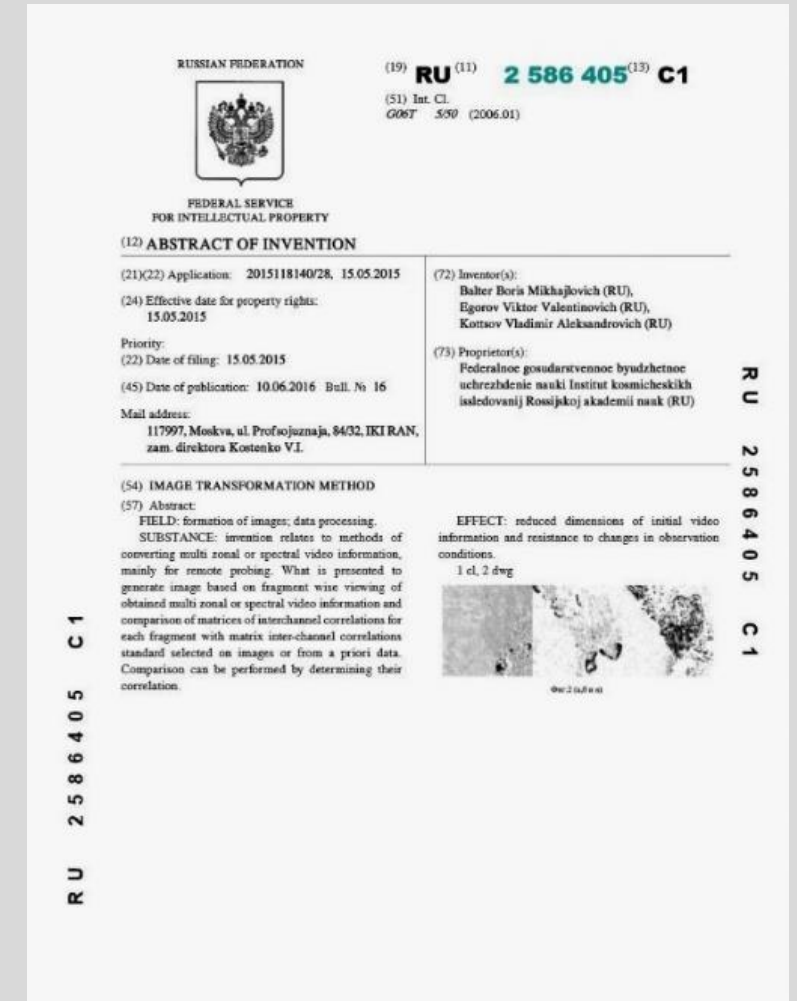 RUSSIAN FEDERATION
FEDERAL SERVICE
FOR INTELLECTUAL PROPERTY
(19) RU (11) 2 586 405 (13) C1
(51) Int. Cl.
G06T 5/50 (2006.01)
(12) ABSTRACT OF INVENTION
(21)(22) Application: 2015118140/28, 15.05.2015
(24) Effective date for property rights:
15.05.2015
Priority:
(22) Date of filing: 15.05.2015
(45) Date of publication: 10.06.2016 Bull. № 16
Mail address:
117997, Moskva, ul. Profsojuznaja, 84/32, IKI RAN,
zam. direktora Kostenko V.I.
(72) Inventor(s):
Balter Boris Mikhajlovich (RU),
Egorov Viktor Valentinovich (RU),
Kottsov Vladimir Aleksandrovich (RU)
(73) Proprietor(s):
Federalnoe gosudarstvennoe byudzhetnoe
uchrezhdenie nauki Institut kosmicheskikh
issledovanij Rossijskoj akademii nauk (RU)
(54) IMAGE TRANSFORMATION METHOD
(57) Abstract:
FIELD: formation of images; data processing.
SUBSTANCE: invention relates to methods of
converting multi zonal or spectral video information,
mainly for remote probing. What is presented to
generate image based on fragment wise viewing of
obtained multi zonal or spectral video information and
comparison of matrices of interchannel correlations for
each fragment with matrix inter-channel correlations
standard selected on images or from a priori data.
Comparison can be performed by determining their
correlation.
EFFECT: reduced dimensions of initial video
information and resistance to changes in observation
conditions.
1 cl, 2 dwg
RU 2586405 C1
RU 2586405 C1